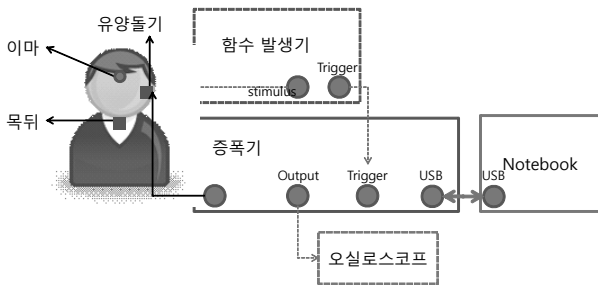 유양돌기
이마
목뒤
함수 발생기
Trigger
stimulus
증폭기
Output
Trigger
USB
USB
Notebook
오실로스코프